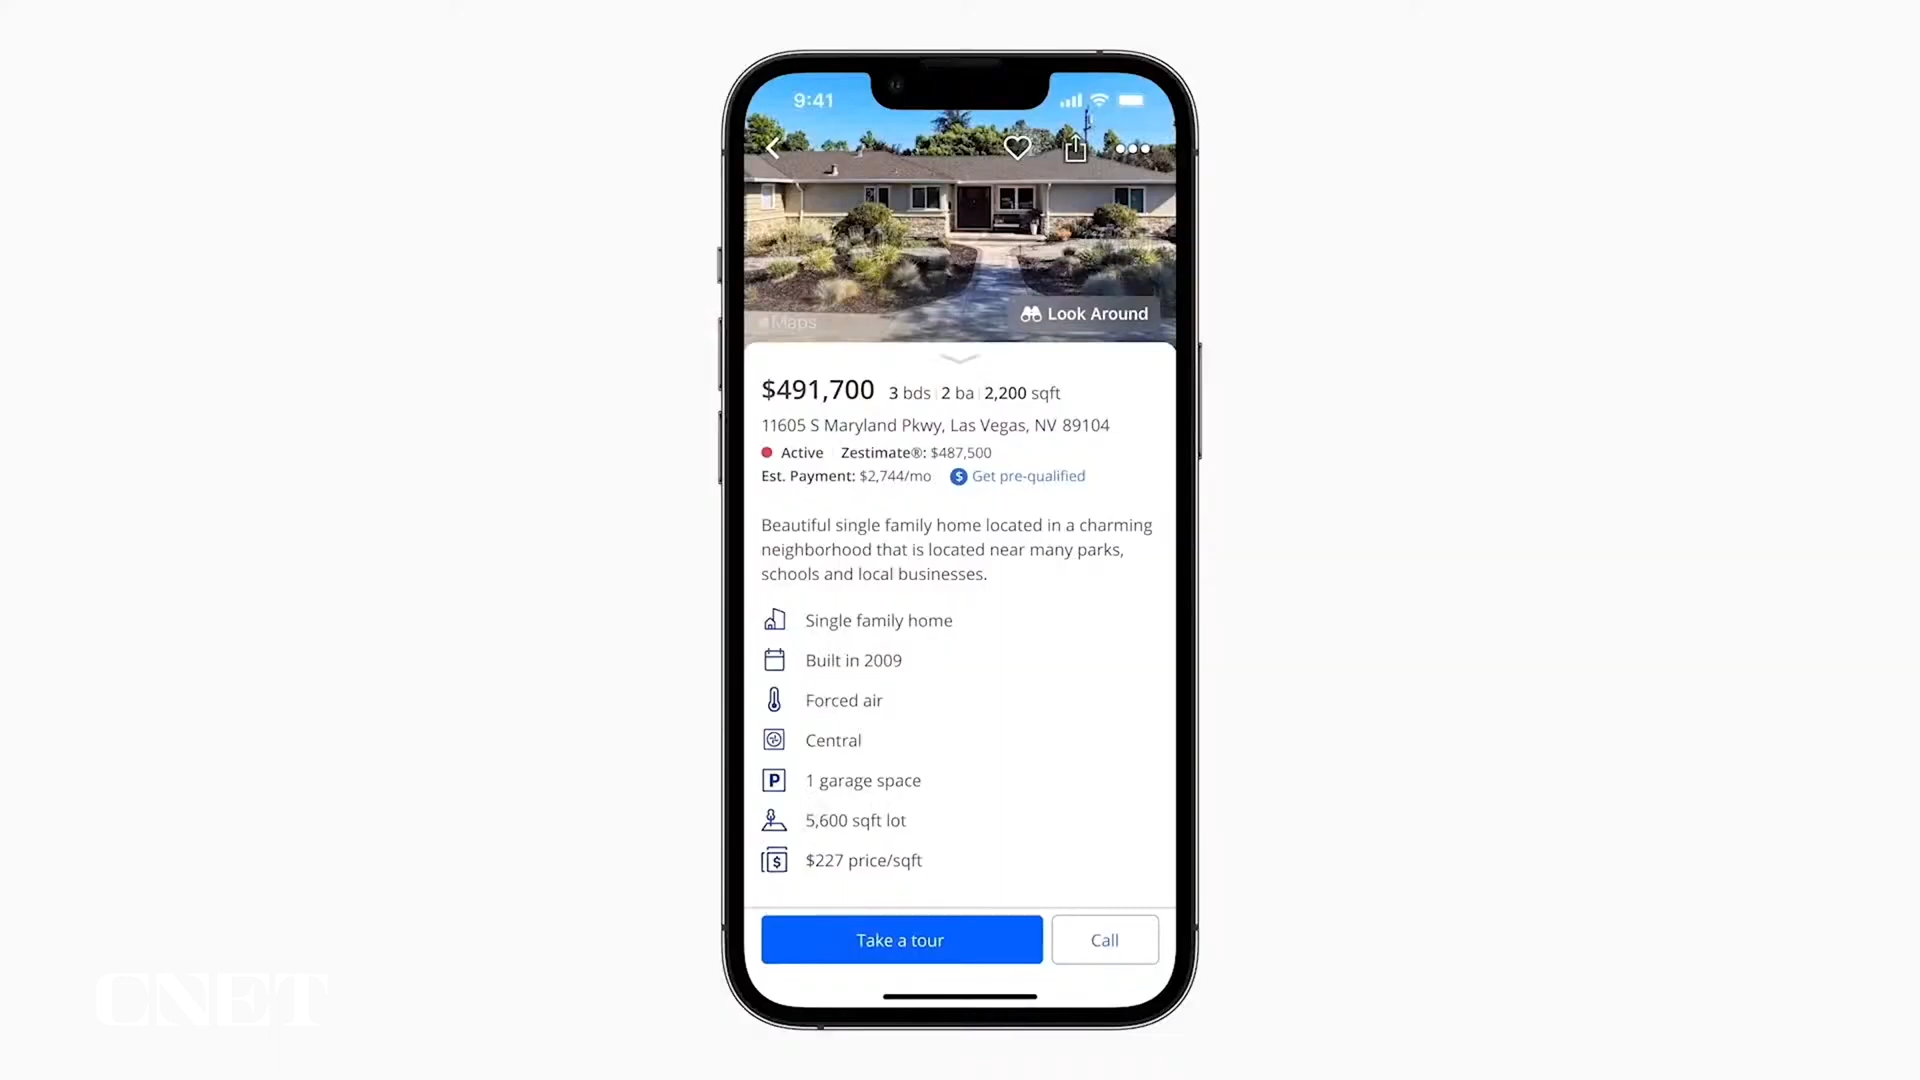 9:41
Maps
Look Around
$491,700 3 bds 2 ba 2,200 sqft
11605 S Maryland Pkwy, Las Vegas, NV 89104
Active Zestimate®: $487,500
Est. Payment: $2,744/mo $ Get pre-qualified
Beautiful single family home located in a charming
neighborhood that is located near many parks,
schools and local businesses.
Single family home
Built in 2009
Forced air
Central
P 1 garage space
5,600 sqft lot
$ $227 price/sqft
Take a tour Call
CNET